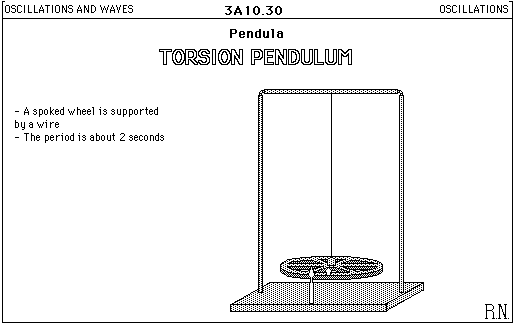 OSCILLATIONS AND WAVES 3A10.30 OSCILLATIONS
Pendula
TORSION PENDULUM
- A spoked wheel is supported
by a wire
- The period is about 2 seconds
R.N.